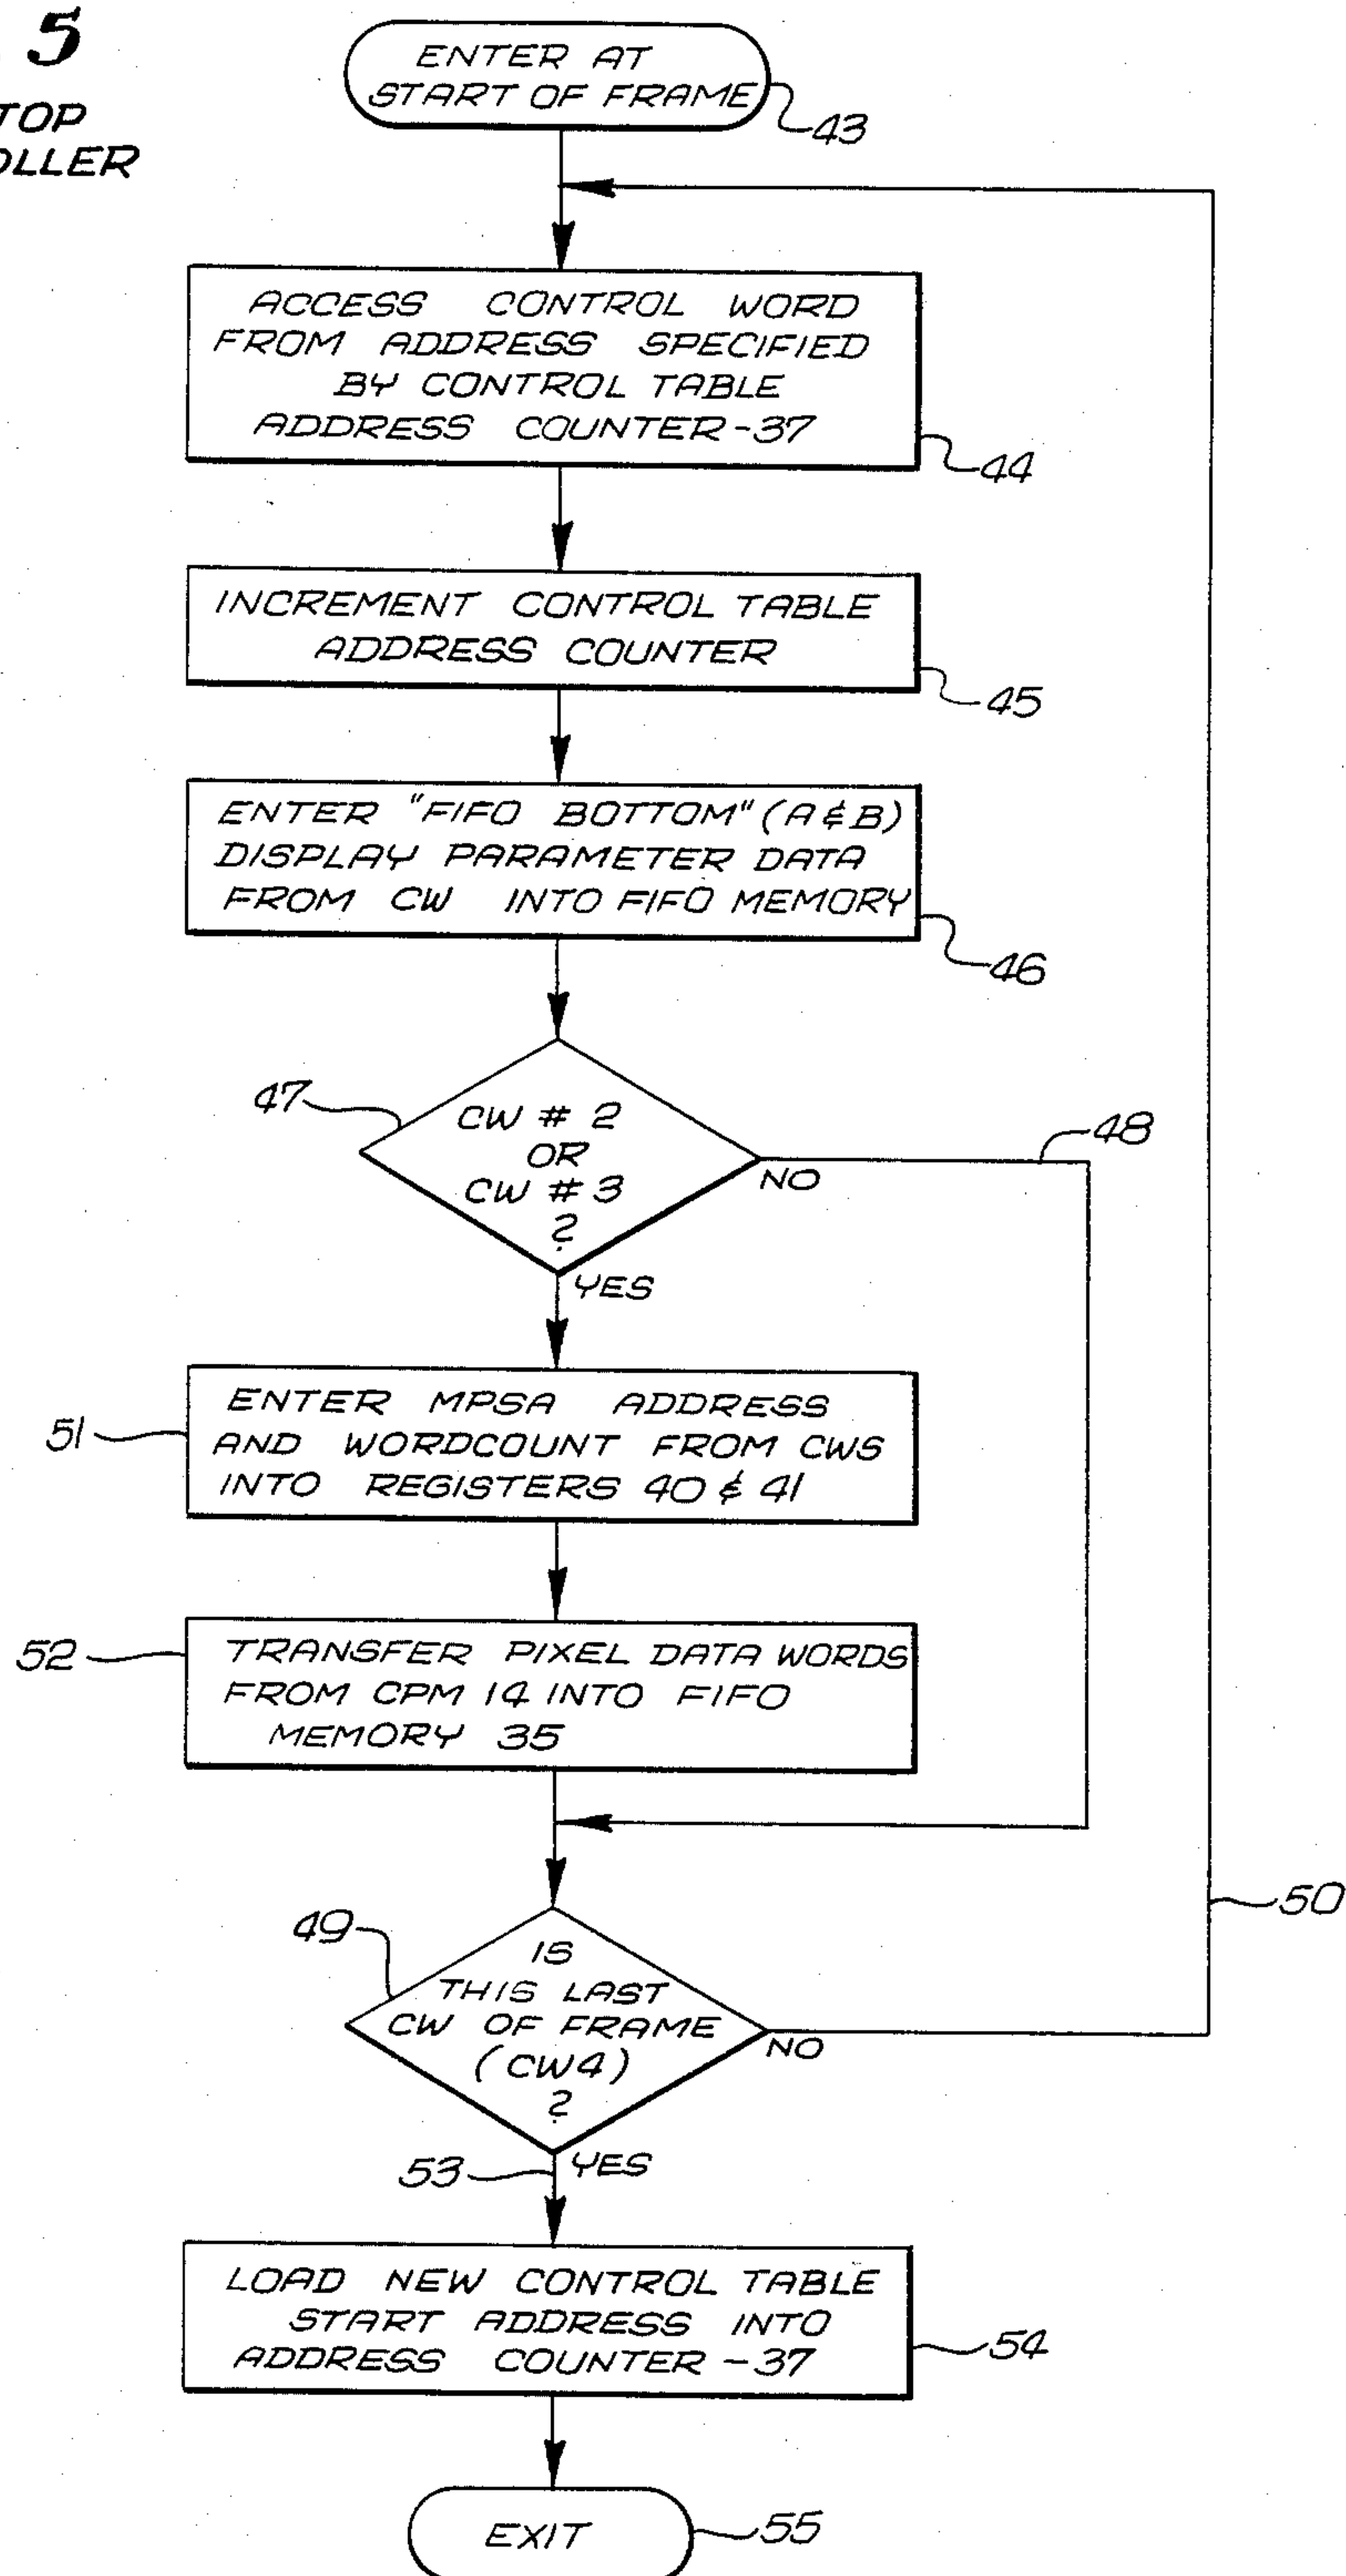 5
TOP
OLLER
ENTER AT
START OF FRAME
43
ACCESS CONTROL WORD
FROM ADDRESS SPECIFIED
BY CONTROL TABLE
ADDRESS COUNTER-37
44
INCREMENT CONTROL TABLE
ADDRESS COUNTER
45
ENTER "FIFO BOTTOM" (A & B)
DISPLAY PARAMETER DATA
FROM CW INTO FIFO MEMORY
46
47
CW # 2
OR
CW # 3
?
NO
48
YES
51
ENTER MPSA ADDRESS
AND WORDCOUNT FROM CWS
INTO REGISTERS 40 & 41
52
TRANSFER PIXEL DATA WORDS
FROM CPM 14 INTO FIFO
MEMORY 35
50
49
IS
THIS LAST
CW OF FRAME
(CW4)
?
NO
53
YES
LOAD NEW CONTROL TABLE
START ADDRESS INTO
ADDRESS COUNTER -37
54
EXIT
55